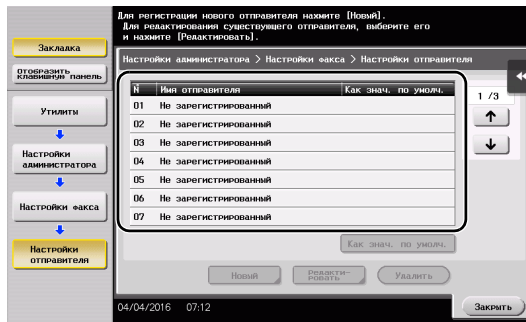 Для регистрации нового отправителя нажмите [Новый].
Для редактирования существующего отправителя, выберите его
и нажмите [Редактировать].
Закладка
Отобразить
клавишную панель
Утилиты
Настройки
администратора
Настройки факса
Настройки
отправителя
Настройки администратора > Настройки факса > Настройки отправителя
N Имя отправителя Как знач. по умолч.
01 Не зарегистрированный
02 Не зарегистрированный
03 Не зарегистрированный
04 Не зарегистрированный
05 Не зарегистрированный
06 Не зарегистрированный
07 Не зарегистрированный
1 /3
Как знач. по умолч.
Новый
Редакти-
ровать
Удалить
04/04/2016 07:12
Закрыть